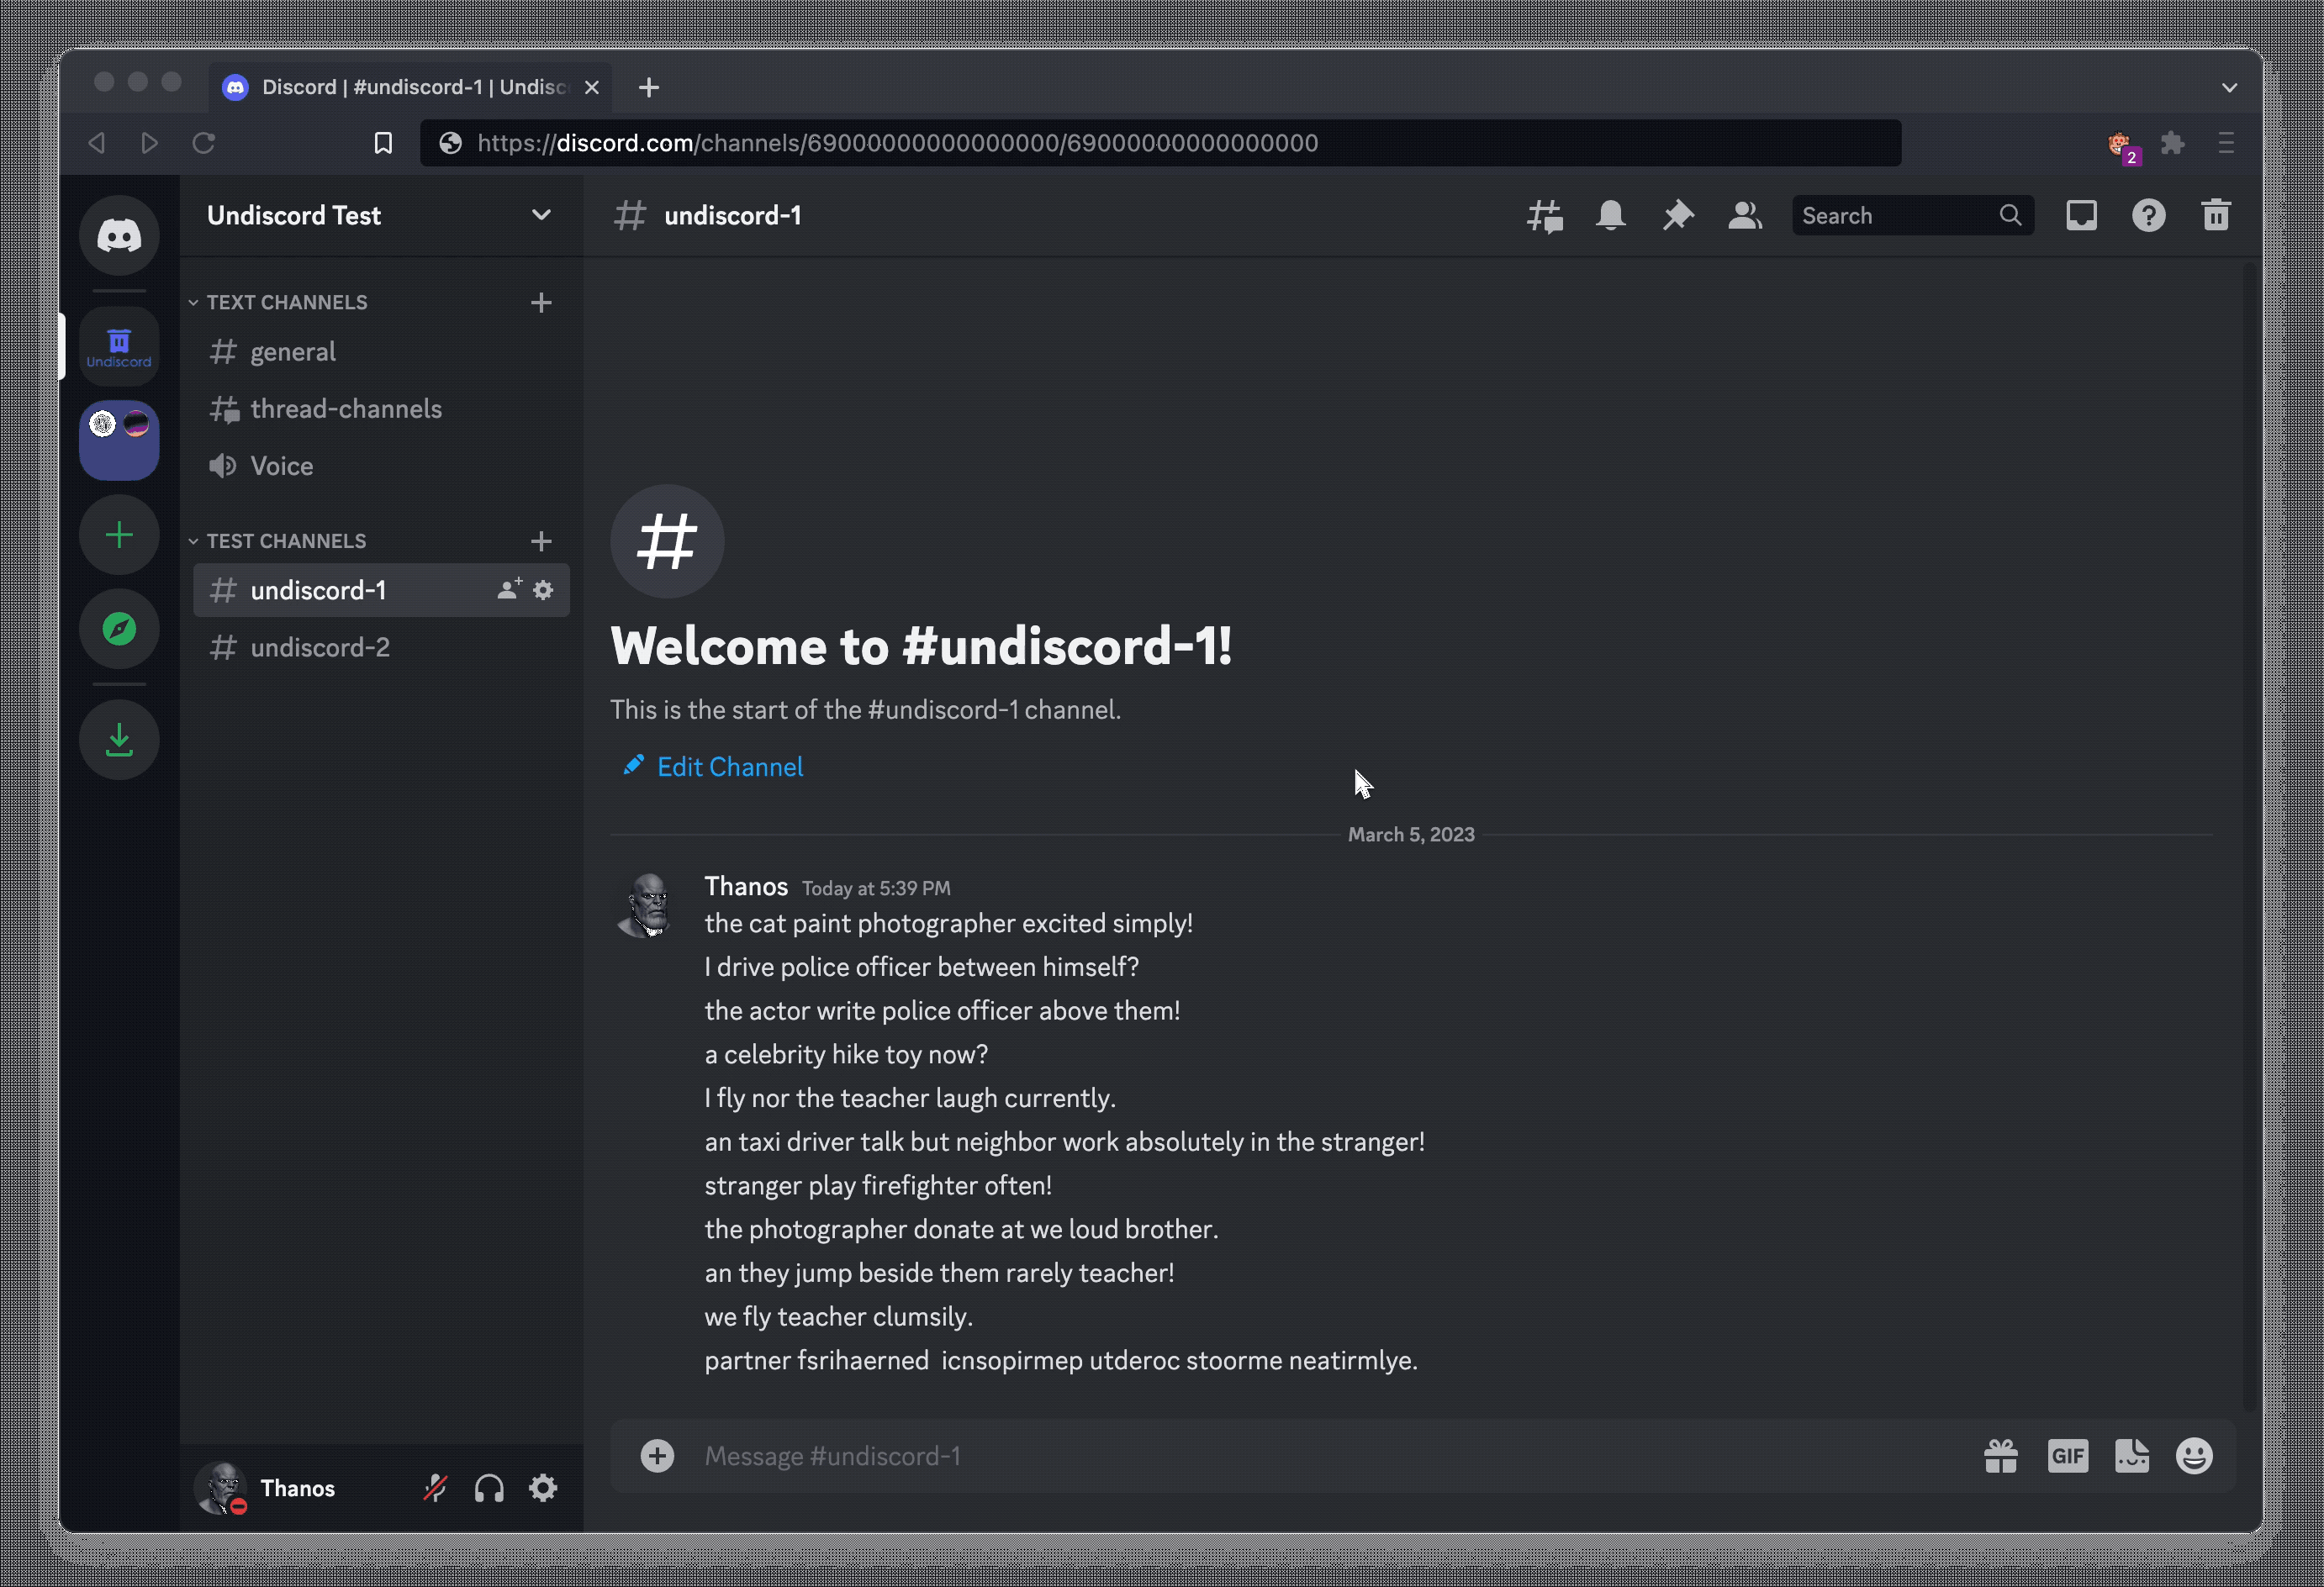 Discord | #undiscord-1 | Undisc
https://discord.com/channels/69000000000000000/69000000000000000
2
Undiscord Test
undiscord-1
Search
Undiscord
TEXT CHANNELS
general
thread-channels
Voice
TEST CHANNELS
undiscord-1
undiscord-2
Welcome to #undiscord-1!
This is the start of the #undiscord-1 channel.
Edit Channel
March 5, 2023
Thanos Today at 5:39 PM
the cat paint photographer excited simply!
I drive police officer between himself?
the actor write police officer above them!
a celebrity hike toy now?
I fly nor the teacher laugh currently.
an taxi driver talk but neighbor work absolutely in the stranger!
stranger play firefighter often!
the photographer donate at we loud brother.
an they jump beside them rarely teacher!
we fly teacher clumsily.
partner fsrihaerned  icnsopirmep utderoc stoorme neatirmlye.
Message #undiscord-1
GIF
Thanos